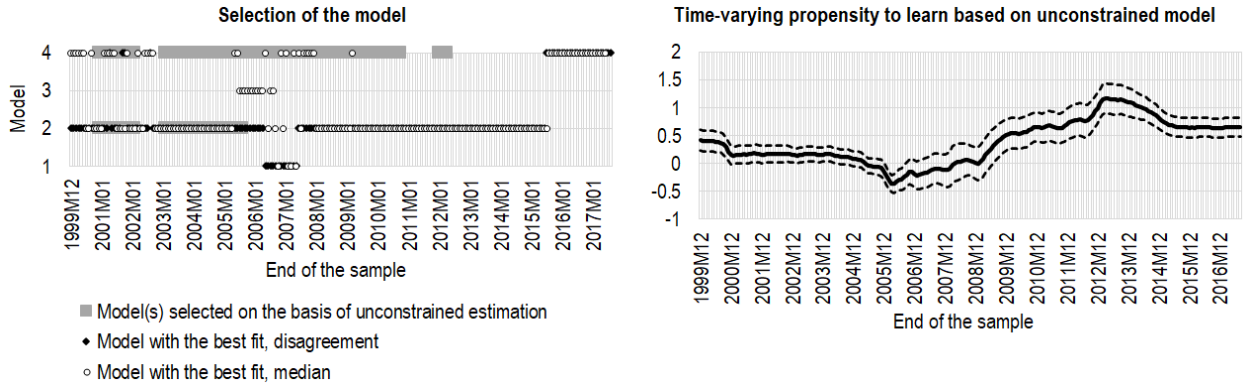 Selection of the model
4
3
2
1
Model
1999M12
2001M01
2002M01
2003M01
2004M01
2005M01
2006M01
2007M01
2008M01
2009M01
2010M01
2011M01
2012M01
2013M01
2014M01
2015M01
2016M01
2017M01
End of the sample
Model(s) selected on the basis of unconstrained estimation
Model with the best fit, disagreement
Model with the best fit, median
Time-varying propensity to learn based on unconstrained model
2
1.5
1
0.5
0
-0.5
-1
1999M12
2000M12
2001M12
2002M12
2003M12
2004M12
2005M12
2006M12
2007M12
2008M12
2009M12
2010M12
2011M12
2012M12
2013M12
2014M12
2015M12
2016M12
End of the sample